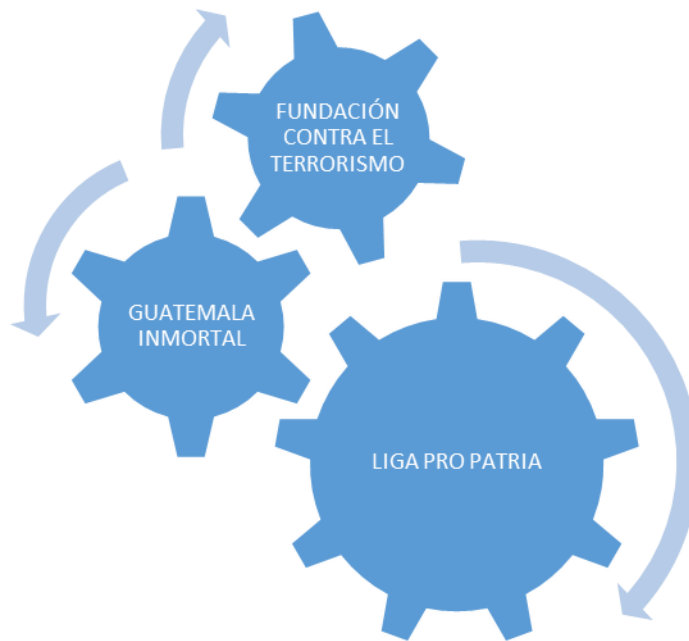 FUNDACIÓN
CONTRA EL
TERRORISMO
GUATEMALA
INMORTAL
LIGA PRO PATRIA